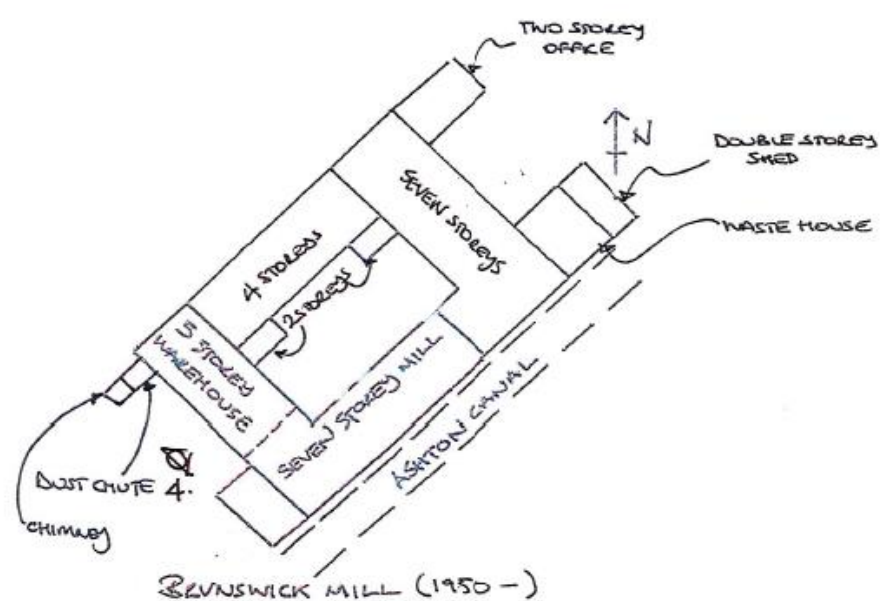 TWO STOREY
OFFICE
N
DOUBLE STOREY
SHED
WASTE HOUSE
SEVEN STOREYS
4 STOREYS
2 STOREYS
5 STOREY
WAREHOUSE
SEVEN STOREY MILL
ASHTON CANAL
DUST CHUTE
4.
CHIMNEY
BRUNSWICK MILL (1950 -)